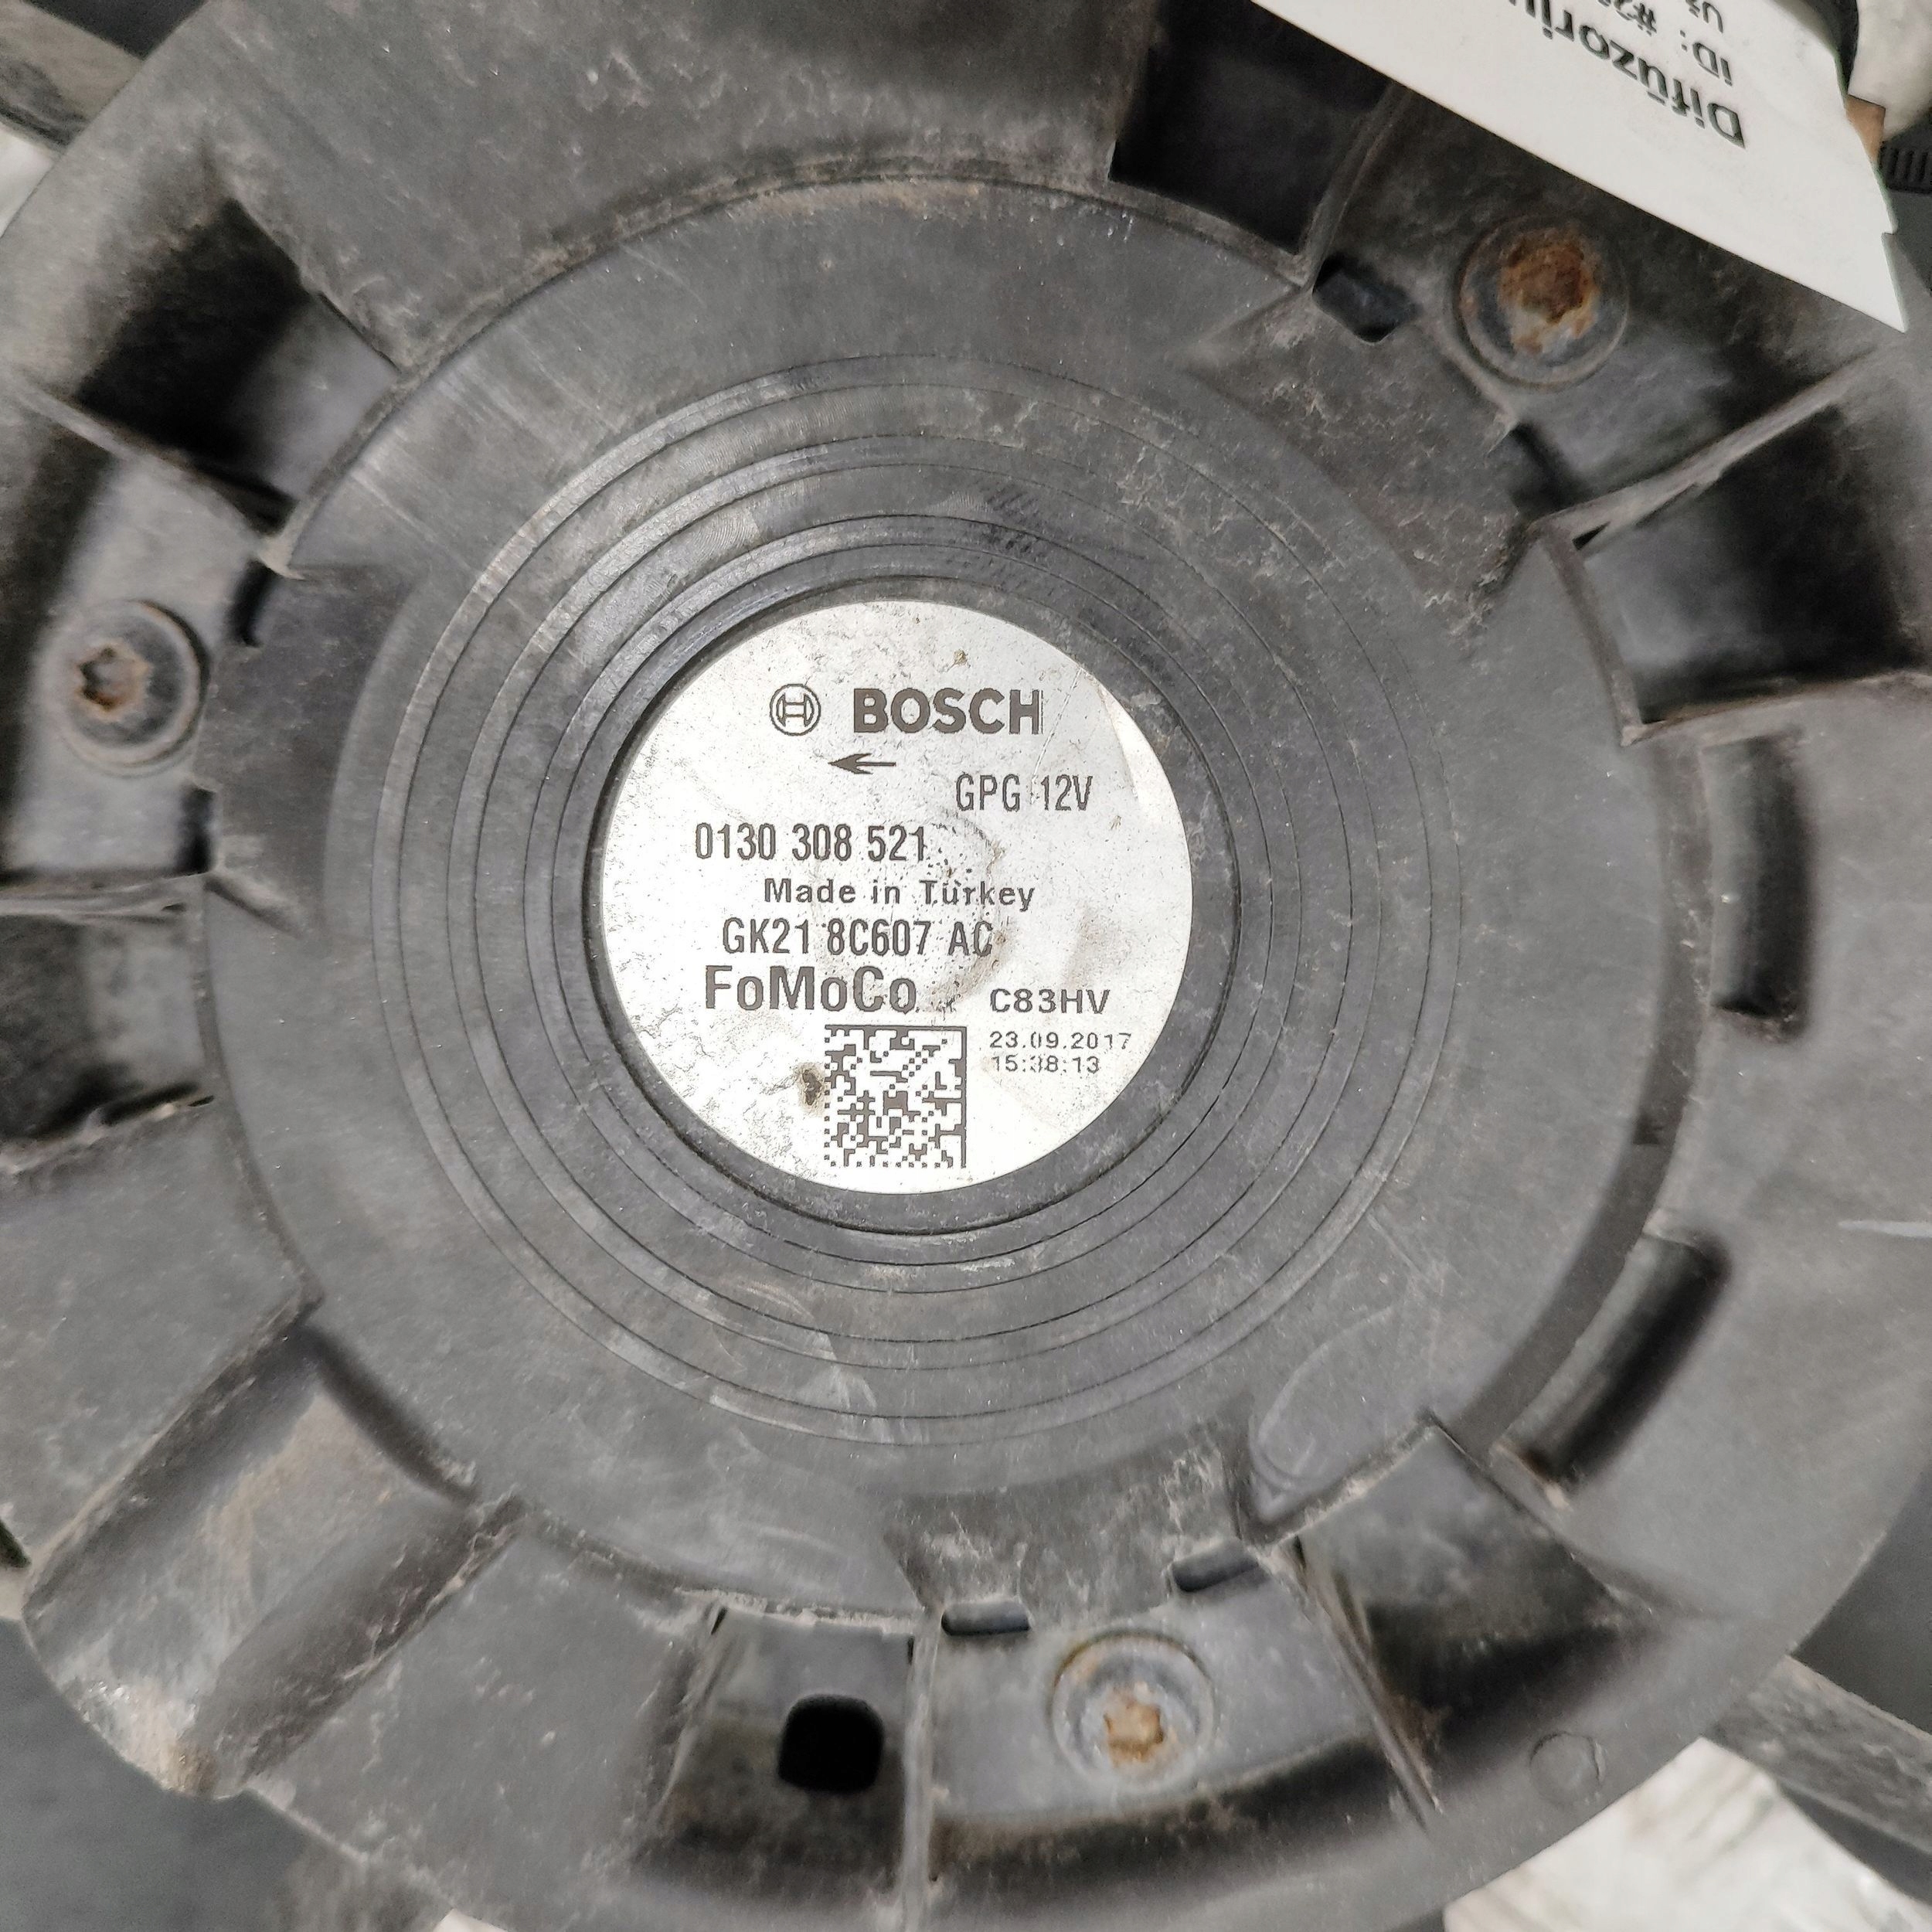 BOSCH
GPG 12V
0130 308 521
Made in Turkey
GK21 8C607 AC
FoMoCo C83HV
23.09.2017
15:38:13
ID: